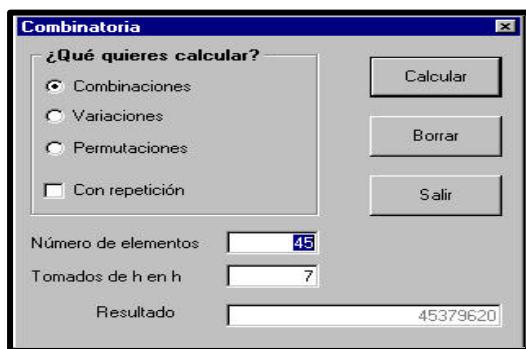 Combinatoria
¿Qué quieres calcular?
Combinaciones
Variaciones
Permutaciones
Con repetición
Calcular
Borrar
Salir
Número de elementos 45
Tomados de h en h 7
Resultado 45379620